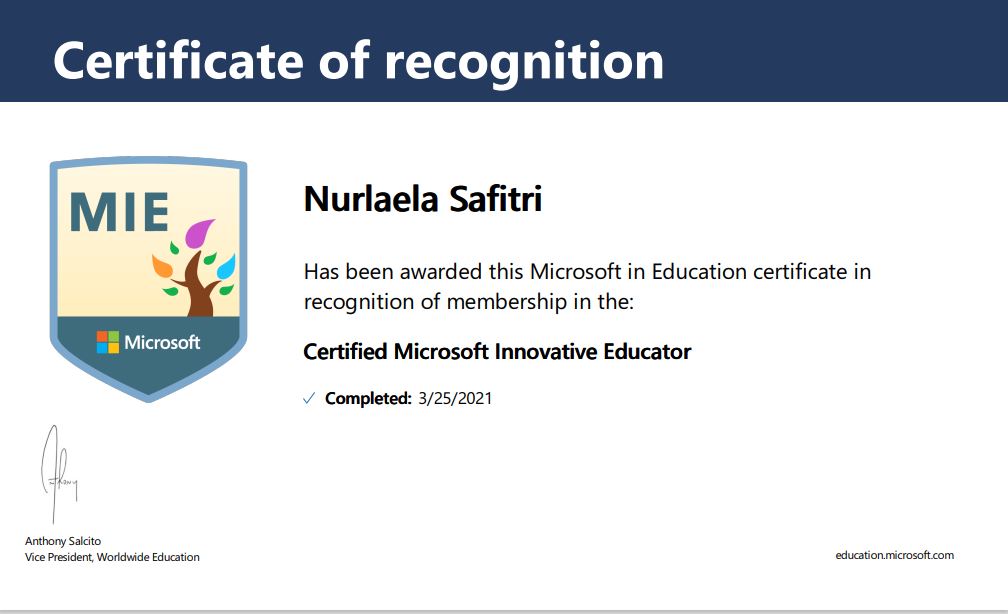 Certificate of recognition
MIE
Microsoft
Nurlaela Safitri
Has been awarded this Microsoft in Education certificate in
recognition of membership in the:
Certified Microsoft Innovative Educator
Completed: 3/25/2021
Anthony
Anthony Salcito
Vice President, Worldwide Education
education.microsoft.com